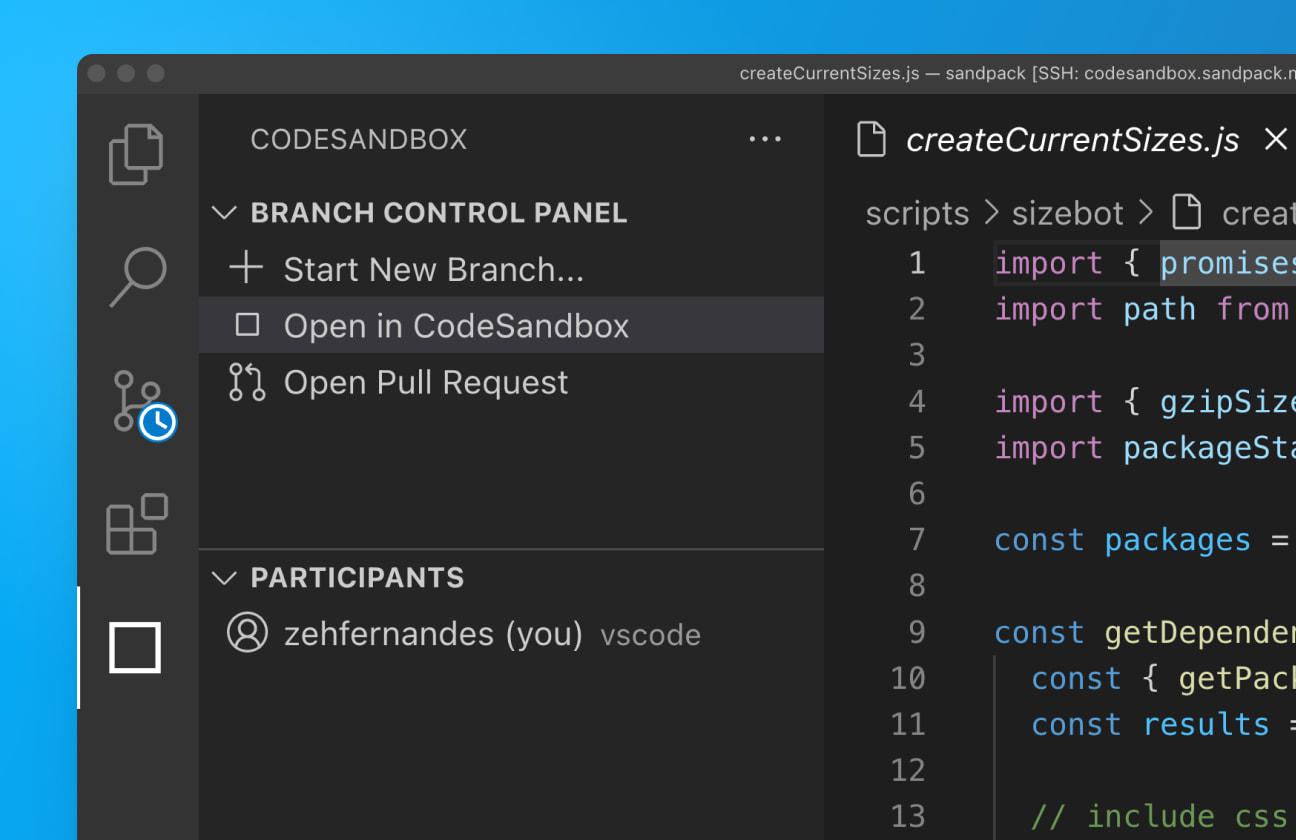 createCurrentSizes.js — sandpack [SSH: codesandbox.sandpack.
CODESANDBOX
BRANCH CONTROL PANEL
Start New Branch...
Open in CodeSandbox
Open Pull Request
PARTICIPANTS
zehfernandes (you) vscode
createCurrentSizes.js
scripts > sizebot > creat
1 import { promises
2 import path from
3
4 import { gzipSize
5 import packageSta
6
7 const packages =
8
9 const getDependen
10 const { getPack
11 const results =
12
13 // include css